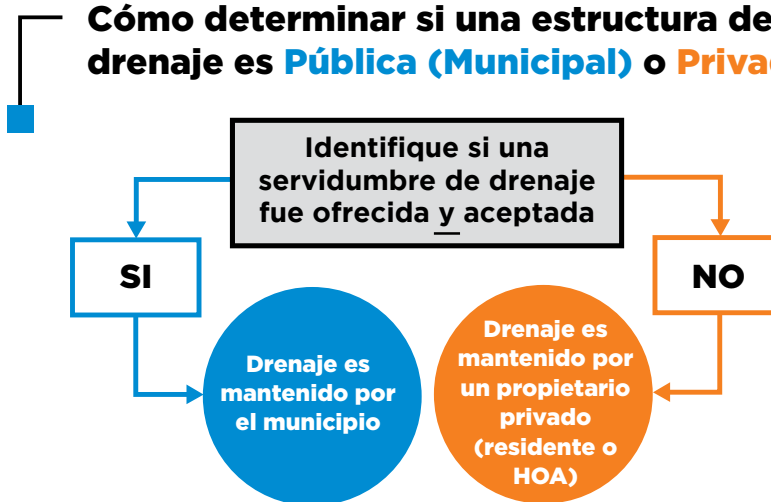 Cómo determinar si una estructura de
drenaje es Pública (Municipal) o
Identifique si una
servidumbre de drenaje
fue ofrecida y aceptada
SI
NO
Drenaje es
mantenido por
el municipio
Drenaje es
mantenido por
un propietario
privado
(residente o
HOA)